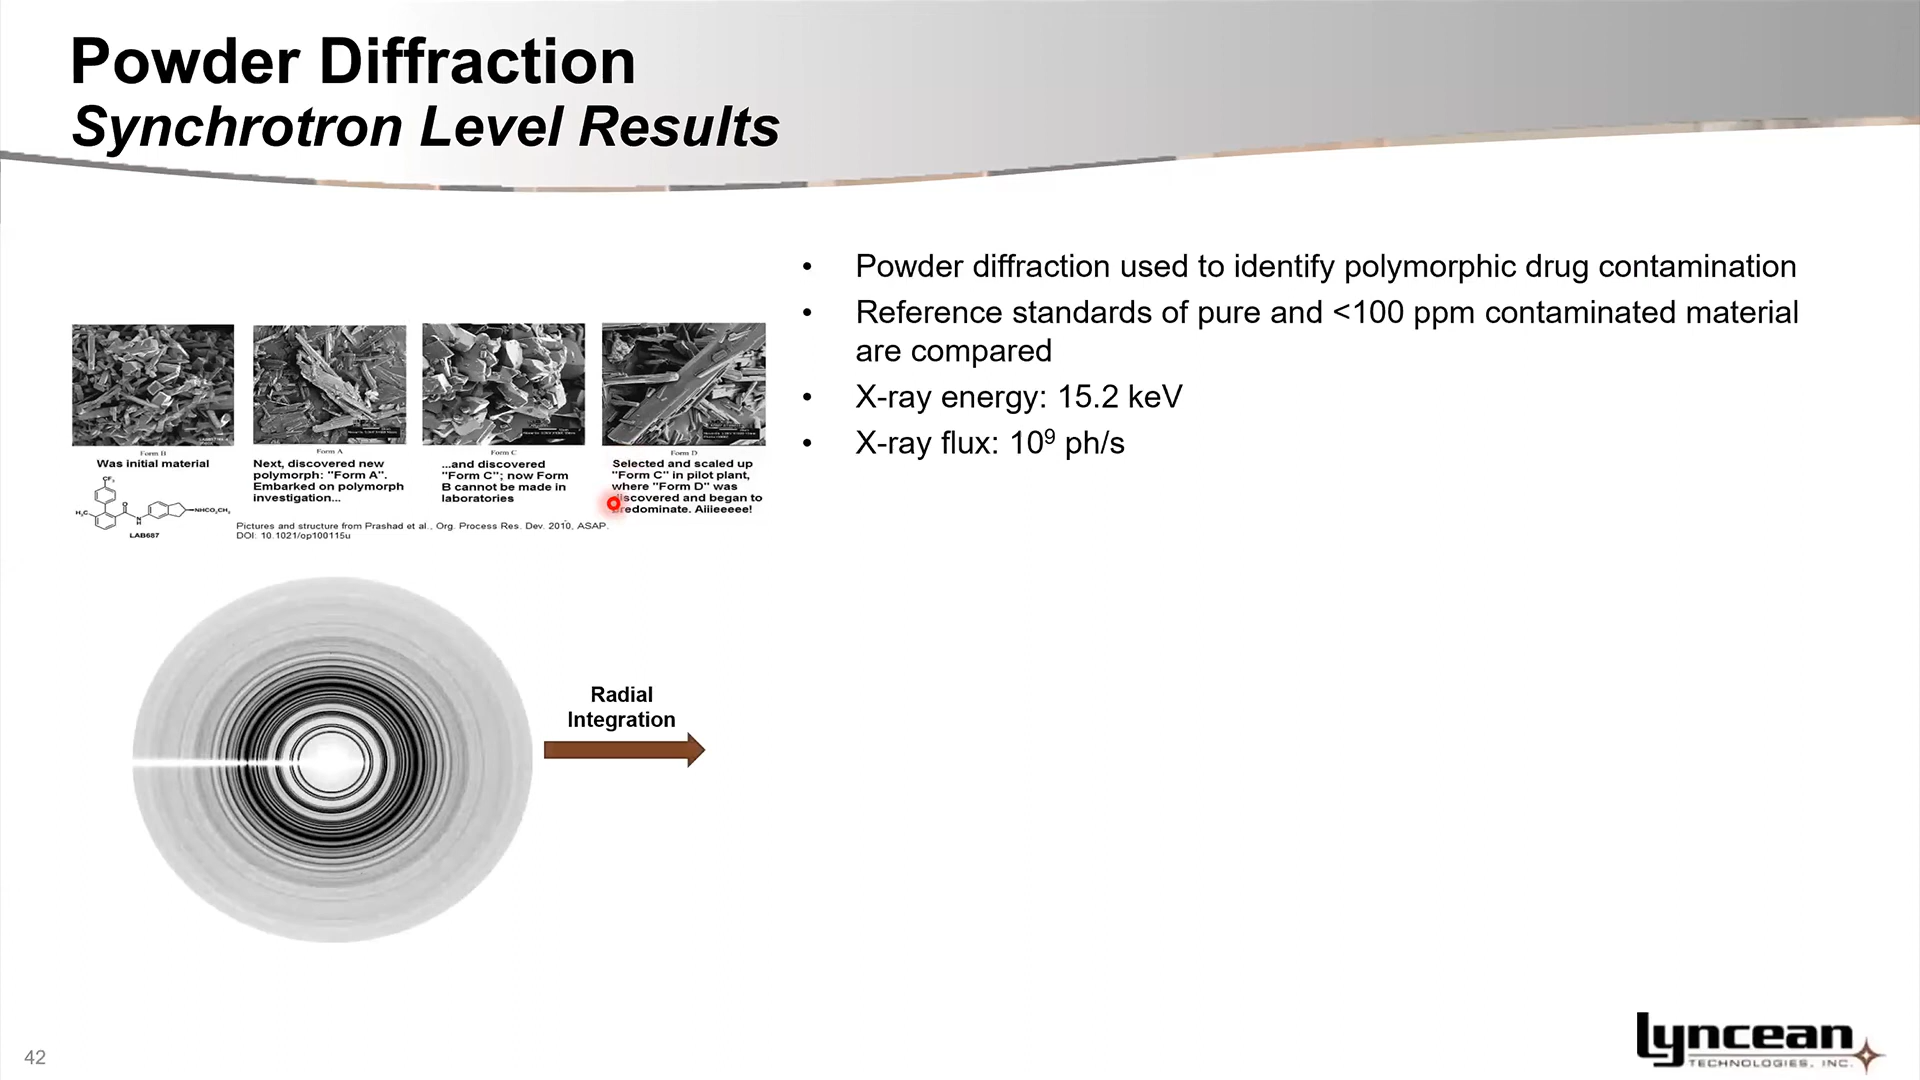 Powder Diffraction
Synchrotron Level Results
• Powder diffraction used to identify polymorphic drug contamination
• Reference standards of pure and <100 ppm contaminated material
are compared
• X-ray energy: 15.2 keV
• X-ray flux: 10⁹ ph/s
Form B
Was initial material
Form A
Next, discovered new
polymorph: "Form A".
Embarked on polymorph
investigation...
Form C
...and discovered
"Form C"; now Form
B cannot be made in
laboratories
Form D
Selected and scaled up
"Form C" in pilot plant,
where "Form D" was
discovered and began to
predominate. Aiiieeeee!
CF₃
H₃C
O
N
H
NHCO₂CH₃
LAB687
Pictures and structure from Prashad et al., Org. Process Res. Dev. 2010, ASAP.
DOI: 10.1021/op100115u
Radial
Integration
42
Lyncean
TECHNOLOGIES, INC.